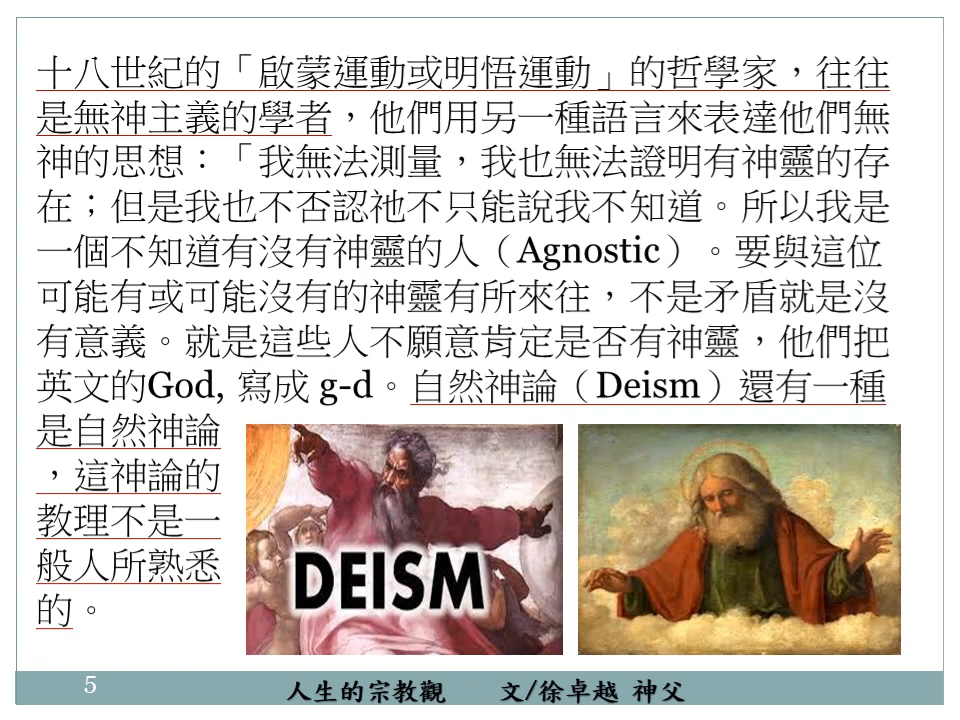 十八世紀的「啟蒙運動或明悟運動」的哲學家，往往
是無神主義的學者，他們用另一種語言來表達他們無
神的思想：「我無法測量，我也無法證明有神靈的存
在；但是我也不否認祂不只能說我不知道。所以我是
一個不知道有沒有神靈的人（Agnostic）。要與這位
可能有或可能沒有的神靈有所來往，不是矛盾就是沒
有意義。就是這些人不願意肯定是否有神靈，他們把
英文的God, 寫成 g-d。自然神論（Deism）還有一種
是自然神論
，這神論的
教理不是一
般人所熟悉
的。
DEISM
5
人生的宗教觀 文/徐卓越 神父